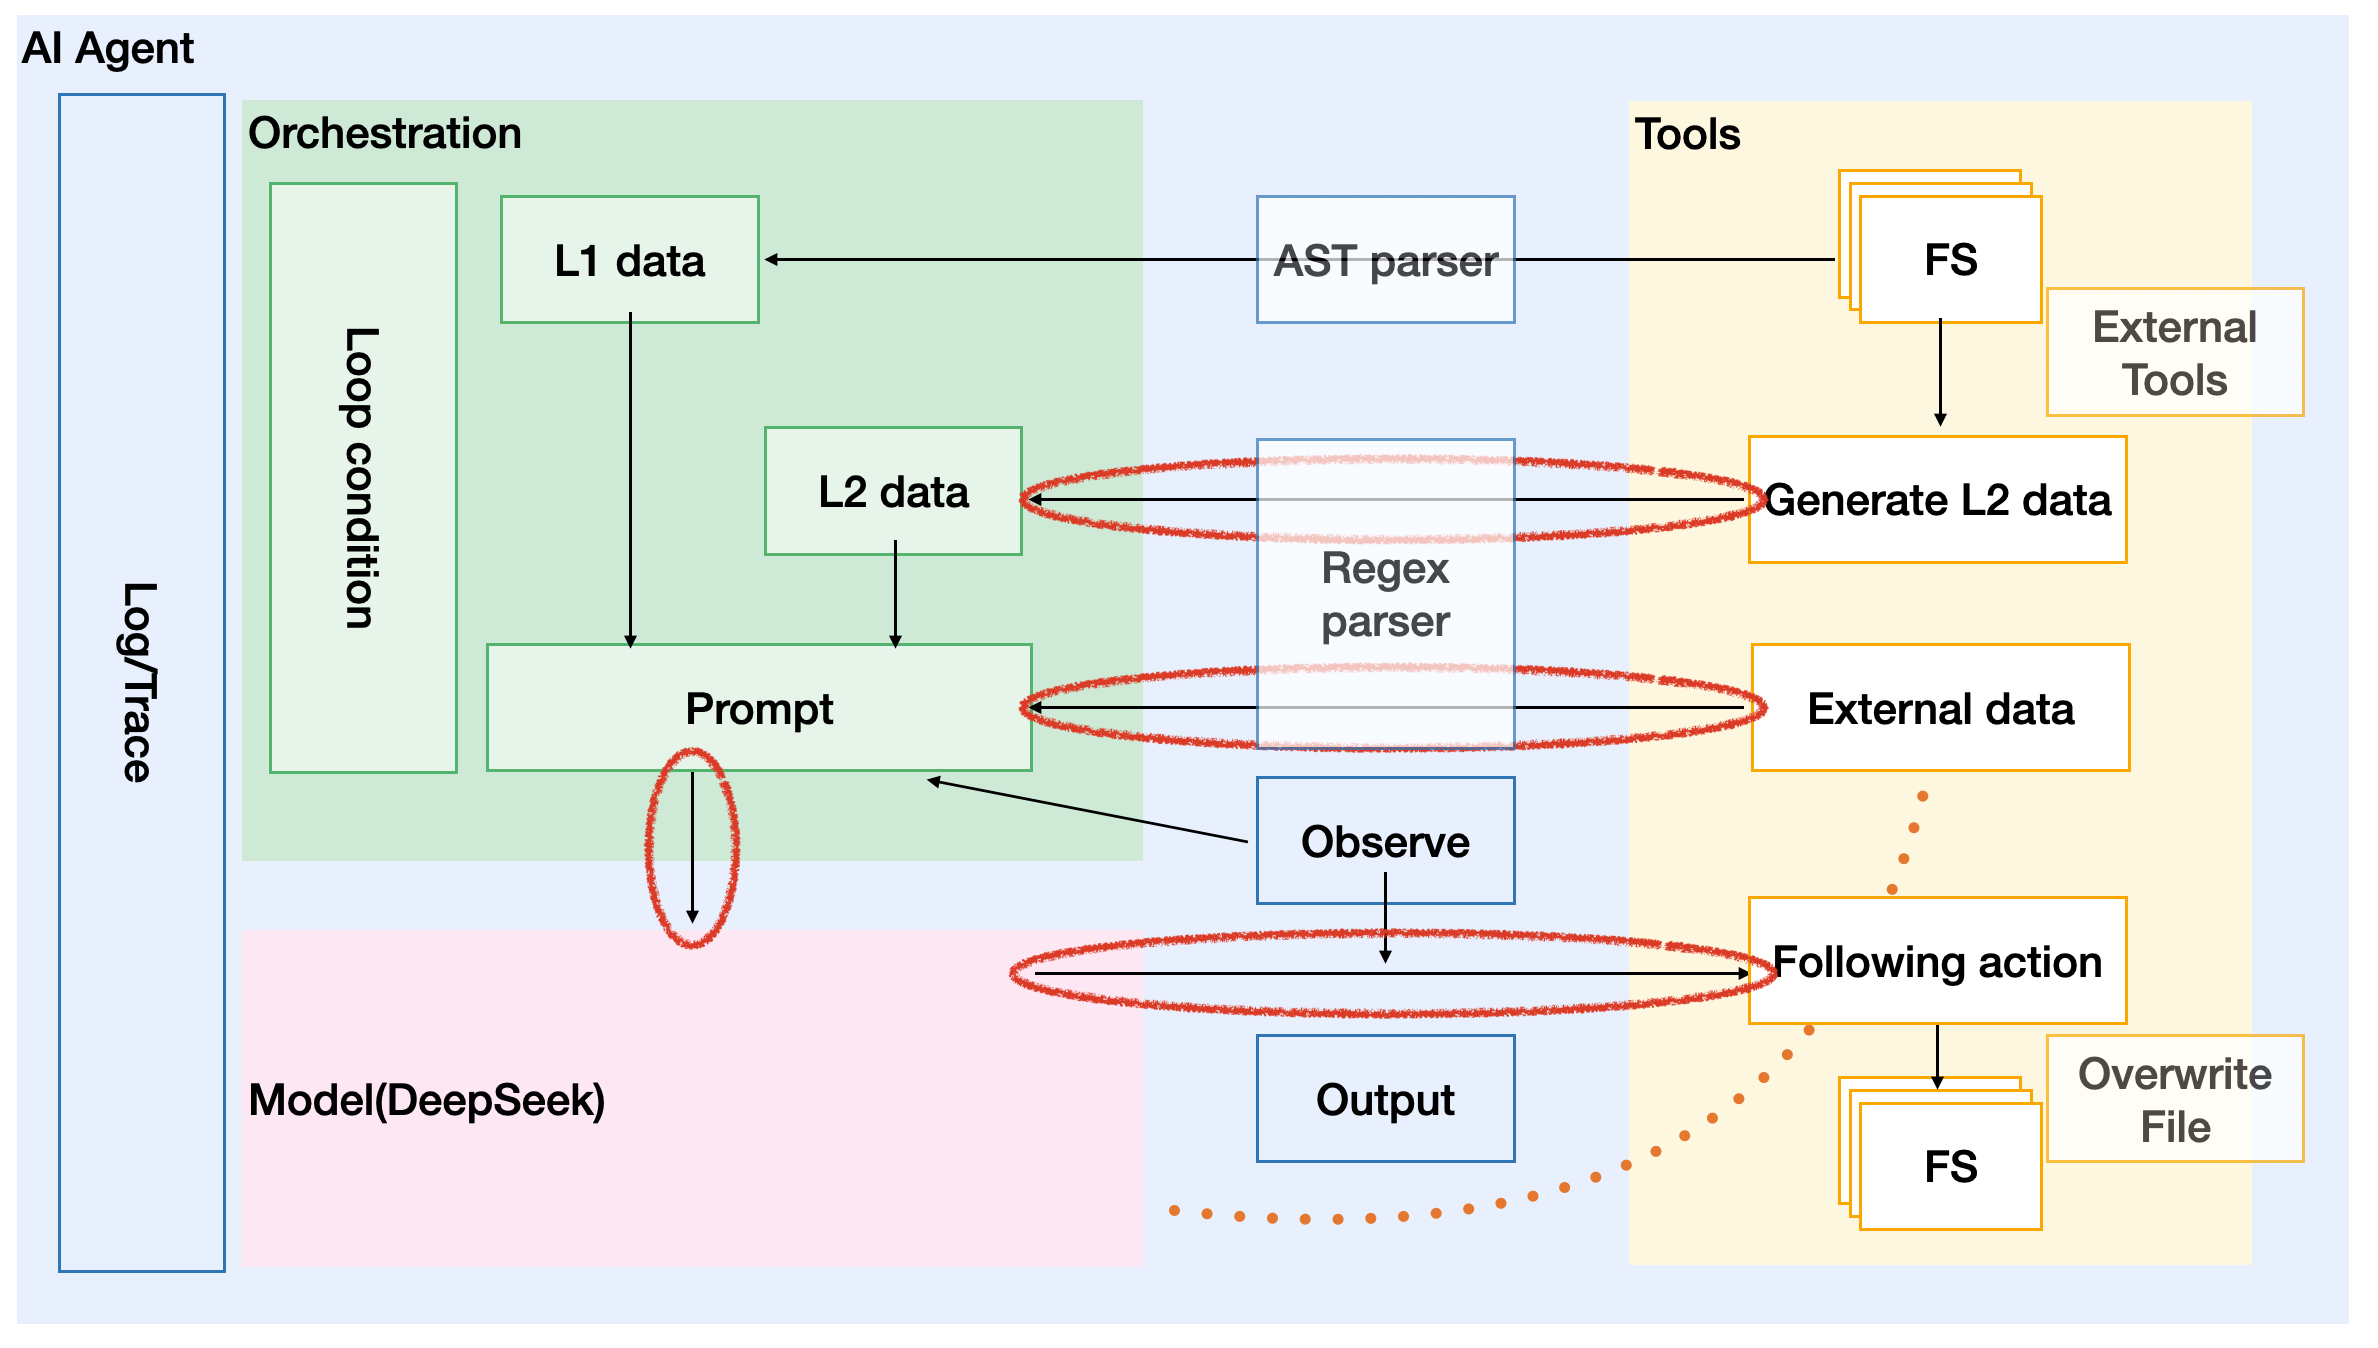 AI Agent
Log/Trace
Orchestration
Loop condition
L1 data
L2 data
Prompt
AST parser
Regex
parser
Observe
Output
Model(DeepSeek)
Tools
FS
External
Tools
Generate L2 data
External data
Following action
Overwrite
File
FS